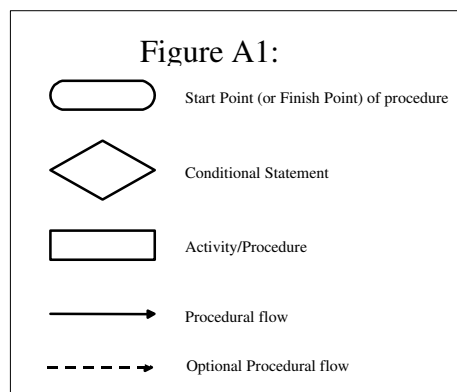 Figure A1:
Start Point (or Finish Point) of procedure
Conditional Statement
Activity/Procedure
Procedural flow
Optional Procedural flow